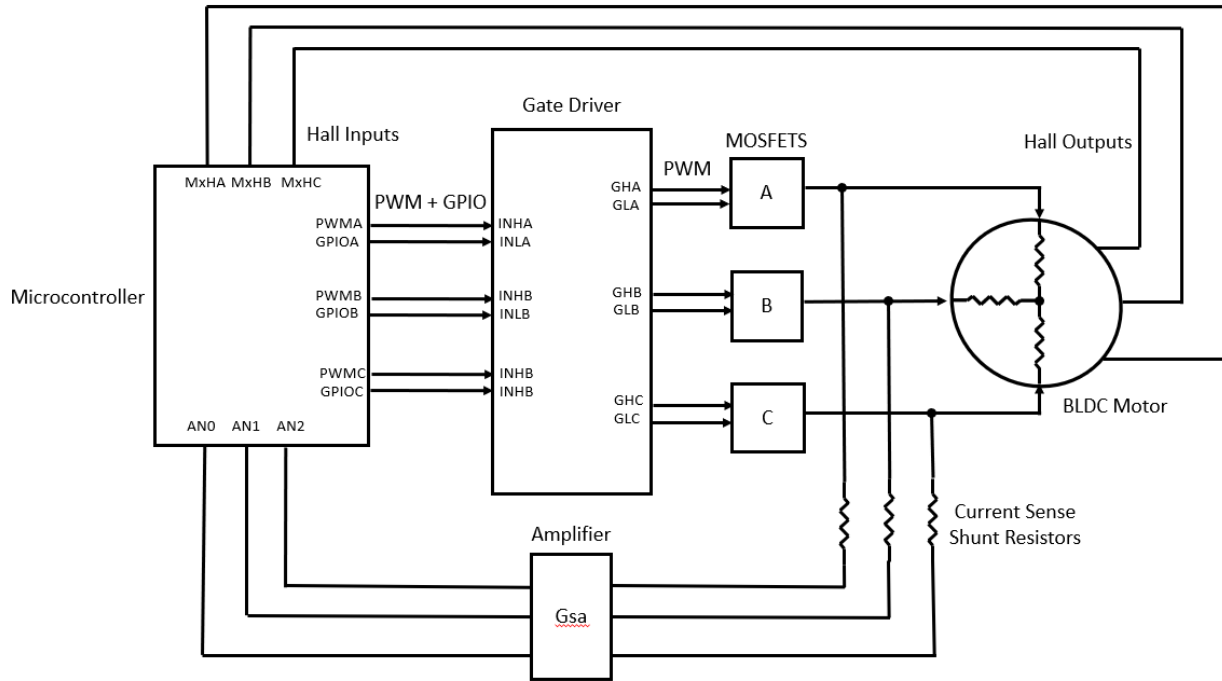 Gate Driver
Hall Inputs
MOSFETS
Hall Outputs
MxHA MxHB MxHC
PWM + GPIO
PWM
GHA
GLA
A
PWMA
GPIOA
INHA
INLA
Microcontroller
PWMB
GPIOB
INHB
INLB
GHB
GLB
B
PWMC
GPIOC
INHB
INHB
GHC
GLC
C
BLDC Motor
AN0 AN1 AN2
Current Sense
Shunt Resistors
Amplifier
Gsa